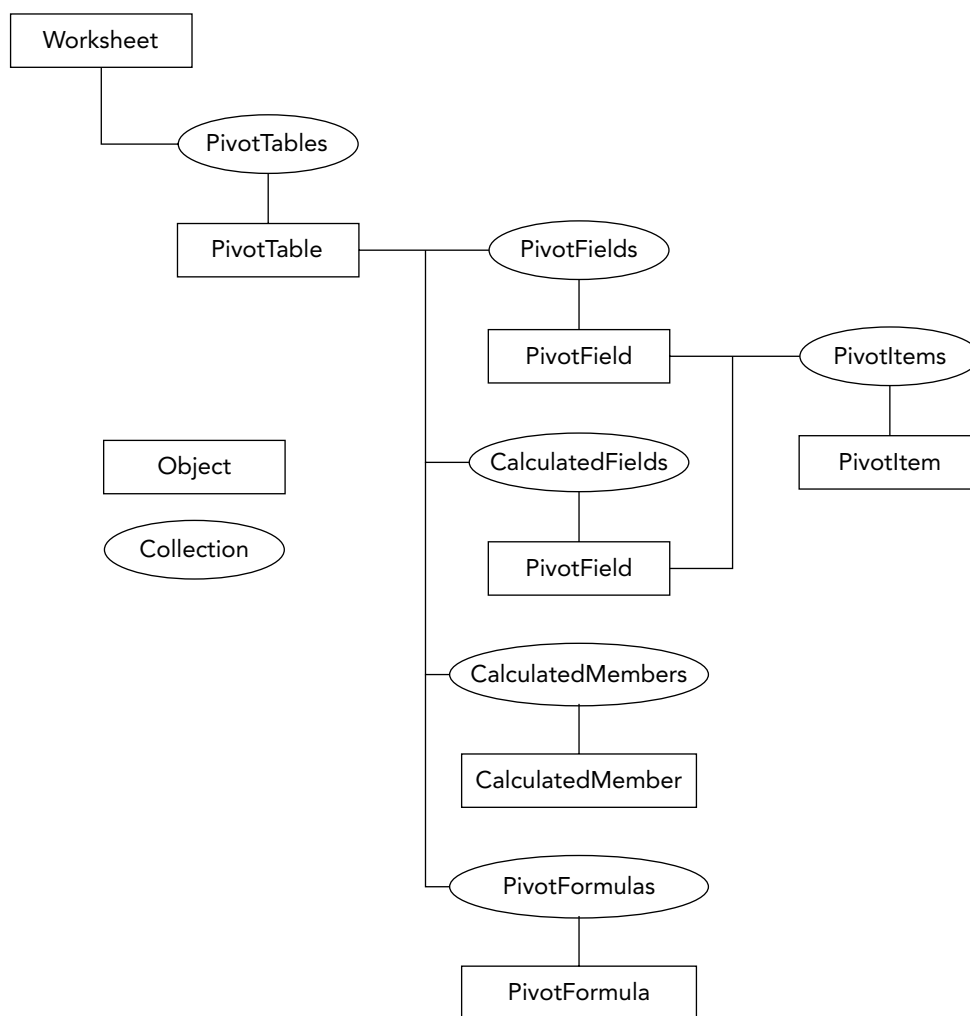 Worksheet
PivotTables
PivotTable
PivotFields
PivotField
PivotItems
PivotItem
Object
Collection
CalculatedFields
PivotField
CalculatedMembers
CalculatedMember
PivotFormulas
PivotFormula